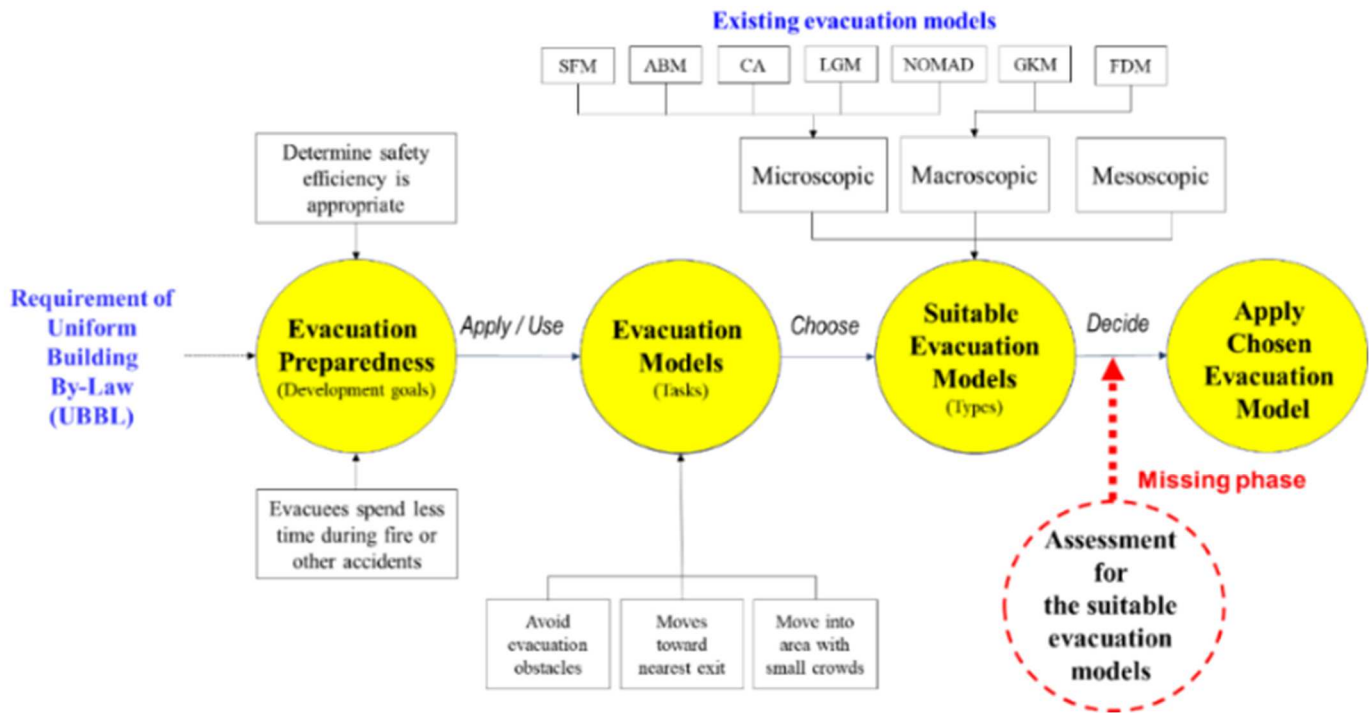 Existing evacuation models
SFM
ABM
CA
LGM
NOMAD
GKM
FDM
Microscopic
Macroscopic
Mesoscopic
Determine safety
efficiency is
appropriate
Requirement of
Uniform
Building
By-Law
(UBBL)
Evacuation
Preparedness
(Development goals)
Apply / Use
Evacuation
Models
(Tasks)
Choose
Suitable
Evacuation
Models
(Types)
Decide
Apply
Chosen
Evacuation
Model
Evacuees spend less
time during fire or
other accidents
Avoid
evacuation
obstacles
Moves
toward
nearest exit
Move into
area with
small crowds
Missing phase
Assessment
for
the suitable
evacuation
models